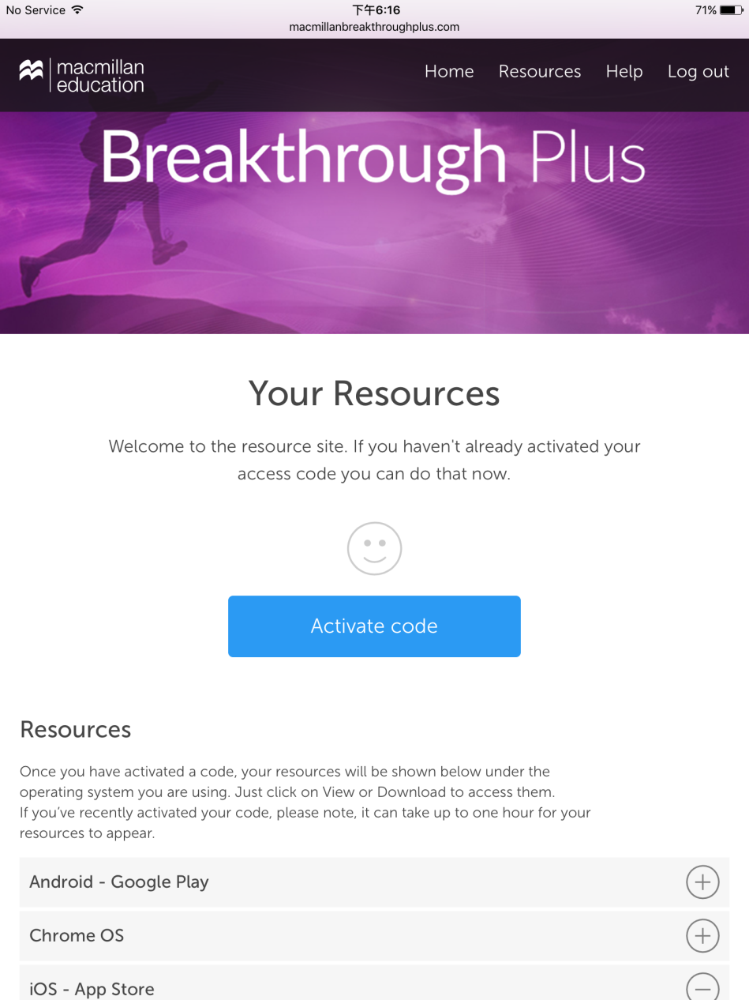 No Service
下午6:16
71%
macmillanbreakthroughplus.com
macmillan
education
Home Resources Help Log out
Breakthrough Plus
Your Resources
Welcome to the resource site. If you haven't already activated your
access code you can do that now.
Activate code
Resources
Once you have activated a code, your resources will be shown below under the
operating system you are using. Just click on View or Download to access them.
If you’ve recently activated your code, please note, it can take up to one hour for your
resources to appear.
Android - Google Play
Chrome OS
iOS - App Store